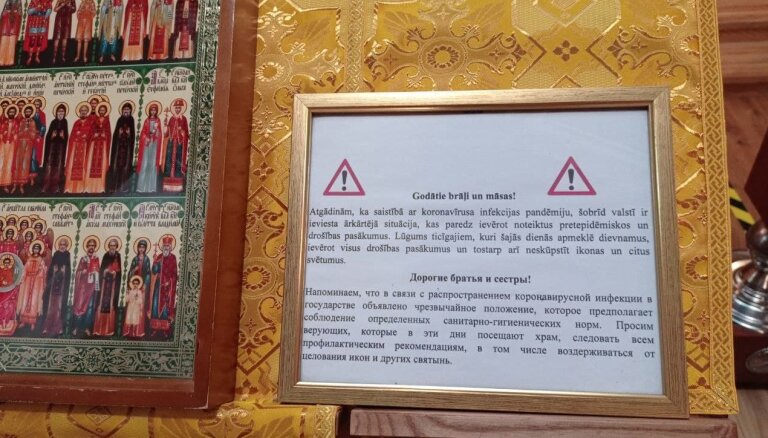 Godātie brāļi un māsas!
Atgādinām, ka saistībā ar koronavīrusa infekcijas pandēmiju, šobrīd valstī ir
ieviesta ārkārtējā situācija, kas paredz ievērot noteiktus pretepidēmiskos un
drošības pasākumus. Lūgums ticīgajiem, kuri šajās dienās apmeklē dievnamus,
ievērot visus drošības pasākumus un tostarp arī neskūpstīt ikonas un citus
svētumus.
Дорогие братья и сестры!
Напоминаем, что в связи с распространением коронавирусной инфекции в
государстве объявлено чрезвычайное положение, которое предполагает
соблюдение определенных санитарно-гигиенических норм. Просим
верующих, которые в эти дни посещают храм, следовать всем
профилактическим рекомендациям, в том числе воздерживаться от
целования икон и других святынь.